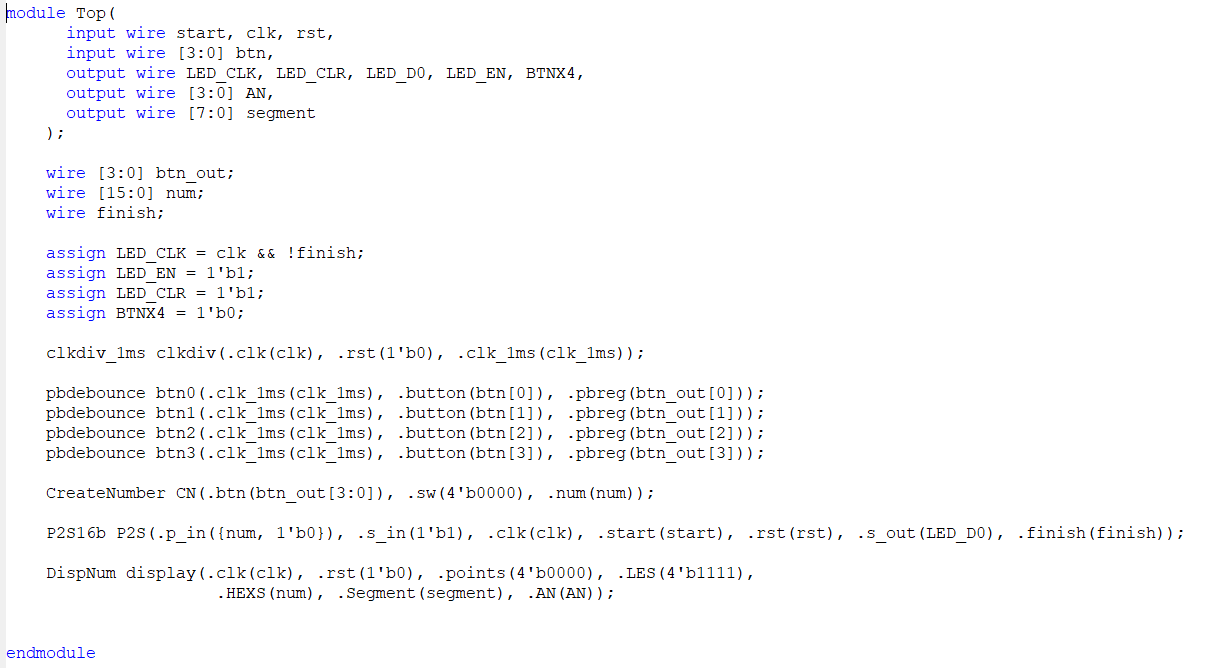 module Top(
input wire start, clk, rst,
input wire [3:0] btn,
output wire LED_CLK, LED_CLR, LED_D0, LED_EN, BTNX4,
output wire [3:0] AN,
output wire [7:0] segment
);
wire [3:0] btn_out;
wire [15:0] num;
wire finish;
assign LED_CLK = clk && !finish;
assign LED_EN = 1'b1;
assign LED_CLR = 1'b1;
assign BTNX4 = 1'b0;
clkdiv_1ms clkdiv(.clk(clk), .rst(1'b0), .clk_1ms(clk_1ms));
pbdebounce btn0(.clk_1ms(clk_1ms), .button(btn[0]), .pbreg(btn_out[0]));
pbdebounce btn1(.clk_1ms(clk_1ms), .button(btn[1]), .pbreg(btn_out[1]));
pbdebounce btn2(.clk_1ms(clk_1ms), .button(btn[2]), .pbreg(btn_out[2]));
pbdebounce btn3(.clk_1ms(clk_1ms), .button(btn[3]), .pbreg(btn_out[3]));
CreateNumber CN(.btn(btn_out[3:0]), .sw(4'b0000), .num(num));
P2S16b P2S(.p_in({num, 1'b0}), .s_in(1'b1), .clk(clk), .start(start), .rst(rst), .s_out(LED_D0), .finish(finish));
DispNum display(.clk(clk), .rst(1'b0), .points(4'b0000), .LES(4'b1111),
.HEXS(num), .Segment(segment), .AN(AN));
endmodule